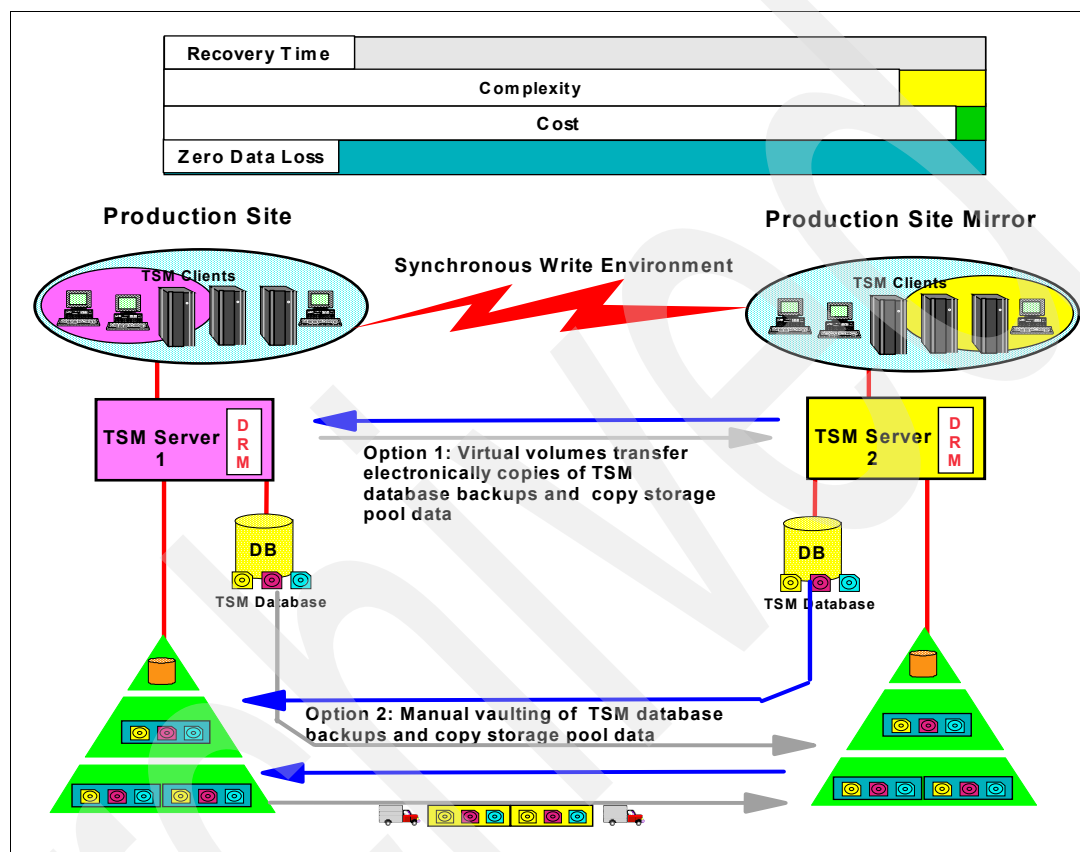 Recovery Time
Complexity
Cost
Zero Data Loss
Production Site
Production Site Mirror
TSM Clients
Synchronous Write Environment
TSM Clients
TSM Server
1
D
R
M
TSM Server
2
D
R
M
Option 1: Virtual volumes transfer
electronically copies of TSM
database backups and copy storage
pool data
DB
TSM Database
DB
TSM Database
Option 2: Manual vaulting of TSM database
backups and copy storage pool data